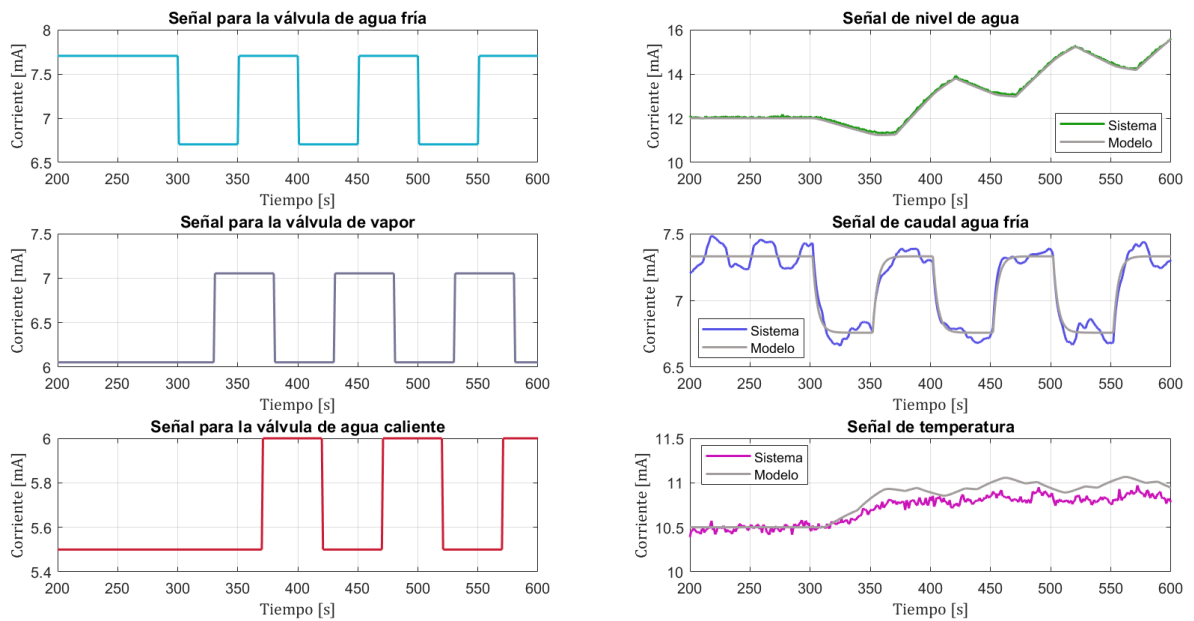 Señal para la válvula de agua fría
Corriente [mA]
8
7.5
7
6.5
200 250 300 350 400 450 500 550 600
Tiempo [s]
Señal de nivel de agua
Corriente [mA]
16
14
12
10
Sistema
Modelo
200 250 300 350 400 450 500 550 600
Tiempo [s]
Señal para la válvula de vapor
Corriente [mA]
7.5
7
6.5
6
200 250 300 350 400 450 500 550 600
Tiempo [s]
Señal de caudal agua fría
Corriente [mA]
7.5
7
6.5
Sistema
Modelo
200 250 300 350 400 450 500 550 600
Tiempo [s]
Señal para la válvula de agua caliente
Corriente [mA]
6
5.8
5.6
5.4
200 250 300 350 400 450 500 550 600
Tiempo [s]
Señal de temperatura
Corriente [mA]
11.5
11
10.5
10
Sistema
Modelo
200 250 300 350 400 450 500 550 600
Tiempo [s]